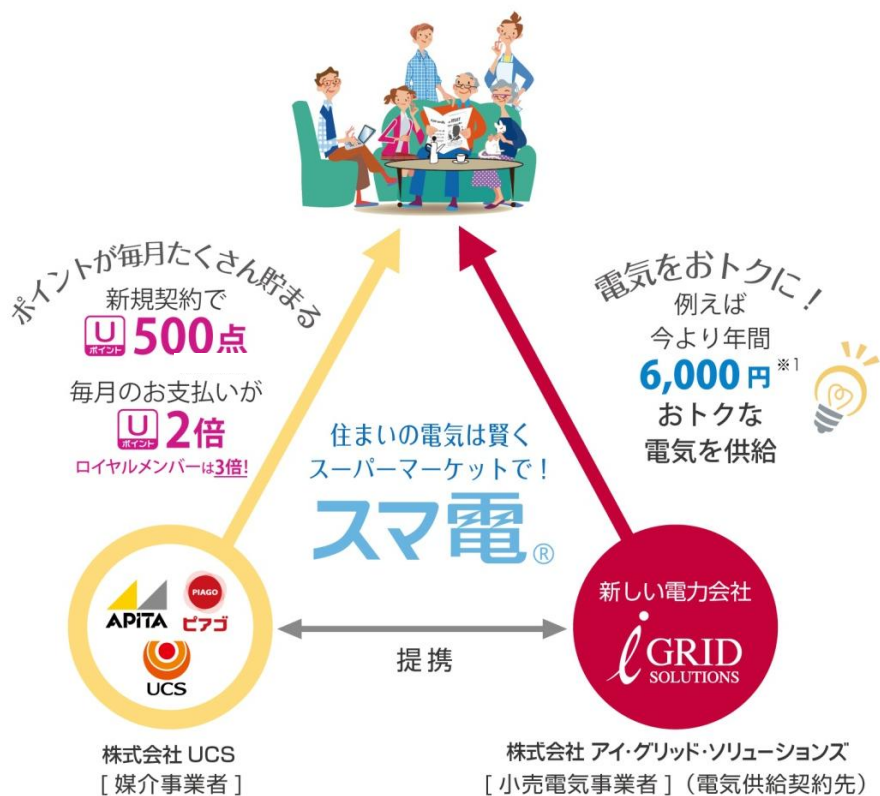 ポイントが毎月たくさん貯まる
新規契約で
U ポイント 500点
毎月のお支払いが
U ポイント 2倍
ロイヤルメンバーは3倍!
電気をおトクに!
例えば
今より年間
6,000円 ※1
おトクな
電気を供給
住まいの電気は賢く
スーパーマーケットで!
スマ電®
APiTA
PIAGO
ピアゴ
UCS
提携
新しい電力会社
i GRID
SOLUTIONS
株式会社 UCS
[ 媒介事業者 ]
株式会社 アイ・グリッド・ソリューションズ
[ 小売電気事業者 ]（電気供給契約先）